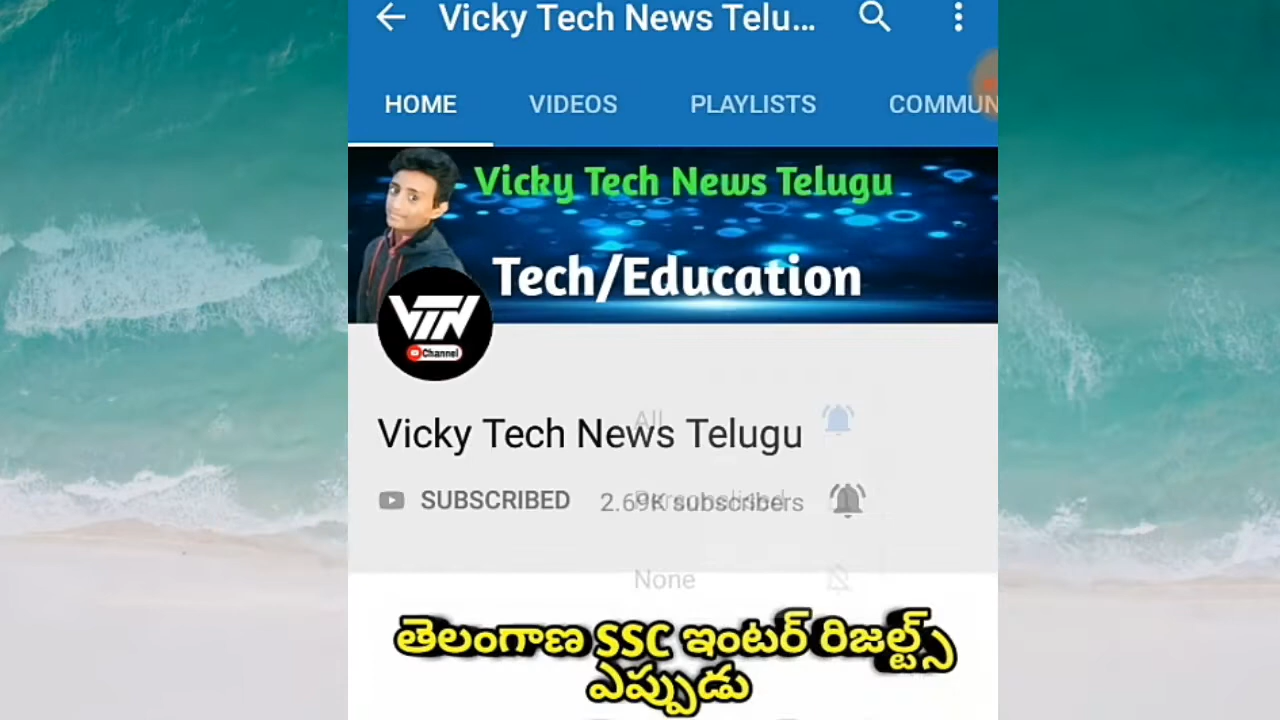 Vicky Tech News Telu...
HOME VIDEOS PLAYLISTS COMMUN
Vicky Tech News Telugu
Tech/Education
VTN
Channel
All
Vicky Tech News Telugu
SUBSCRIBED 2.69K subscribers
Personalised
None
తెలంగాణ SSC ఇంటర్ రిజల్ట్స్
ఎప్పుడు